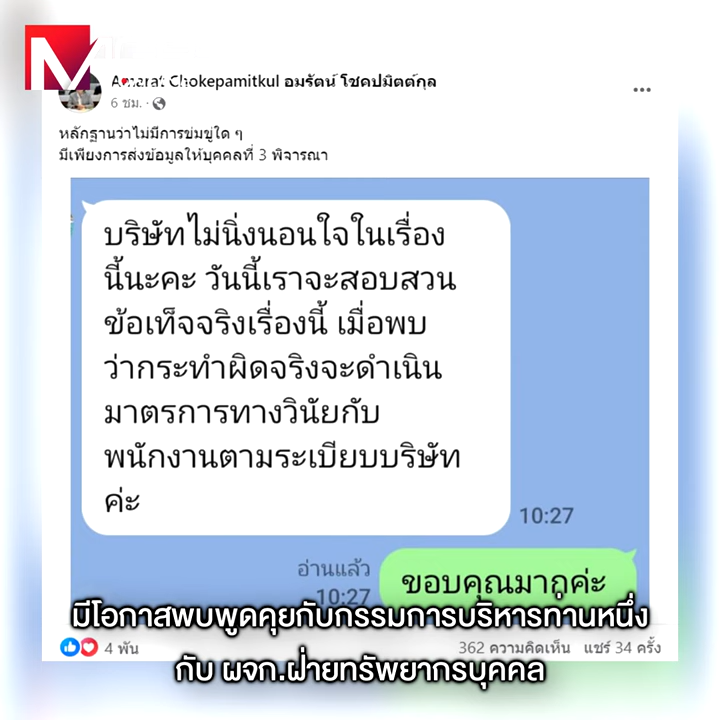 M
Amarat Chokepamitkul อมรัตน์ โชคปมิตต์กุล
6 ชม. ·
หลักฐานว่าไม่มีการข่มขู่ใด ๆ
มีเพียงการส่งข้อมูลให้บุคคลที่ 3 พิจารณา
บริษัทไม่นิ่งนอนใจในเรื่อง
นี้นะคะ วันนี้เราจะสอบสวน
ข้อเท็จจริงเรื่องนี้ เมื่อพบ
ว่ากระทำผิดจริงจะดำเนิน
มาตรการทางวินัยกับ
พนักงานตามระเบียบบริษัท
ค่ะ
10:27
อ่านแล้ว
10:27
ขอบคุณมากค่ะ
มีโอกาสพบพูดคุยกับกรรมการบริหารท่านหนึ่ง
4 พัน
362 ความคิดเห็น แชร์ 34 ครั้ง
กับ ผจก.ฝ่ายทรัพยากรบุคคล